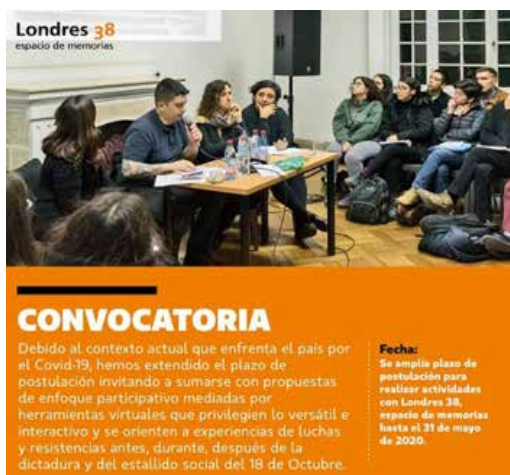 Londres 38
espacio de memorias
CONVOCATORIA
Debido al contexto actual que enfrenta el país por
el Covid-19, hemos extendido el plazo de
postulación invitando a sumarse con propuestas
de enfoque participativo mediadas por
herramientas virtuales que privilegien lo versátil e
interactivo y se orienten a experiencias de luchas
y resistencias antes, durante, después de la
dictadura y del estallido social del 18 de Octubre.
Fecha:
Se amplía plazo de
postulación para
realizar actividades
con Londres 38,
espacio de memorias
hasta el 31 de mayo
de 2020.